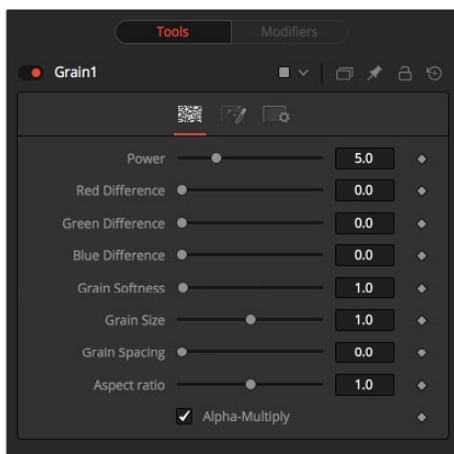 Tools Modifiers
Grain1
Power 5.0
Red Difference 0.0
Green Difference 0.0
Blue Difference 0.0
Grain Softness 1.0
Grain Size 1.0
Grain Spacing 0.0
Aspect ratio 1.0
Alpha-Multiply